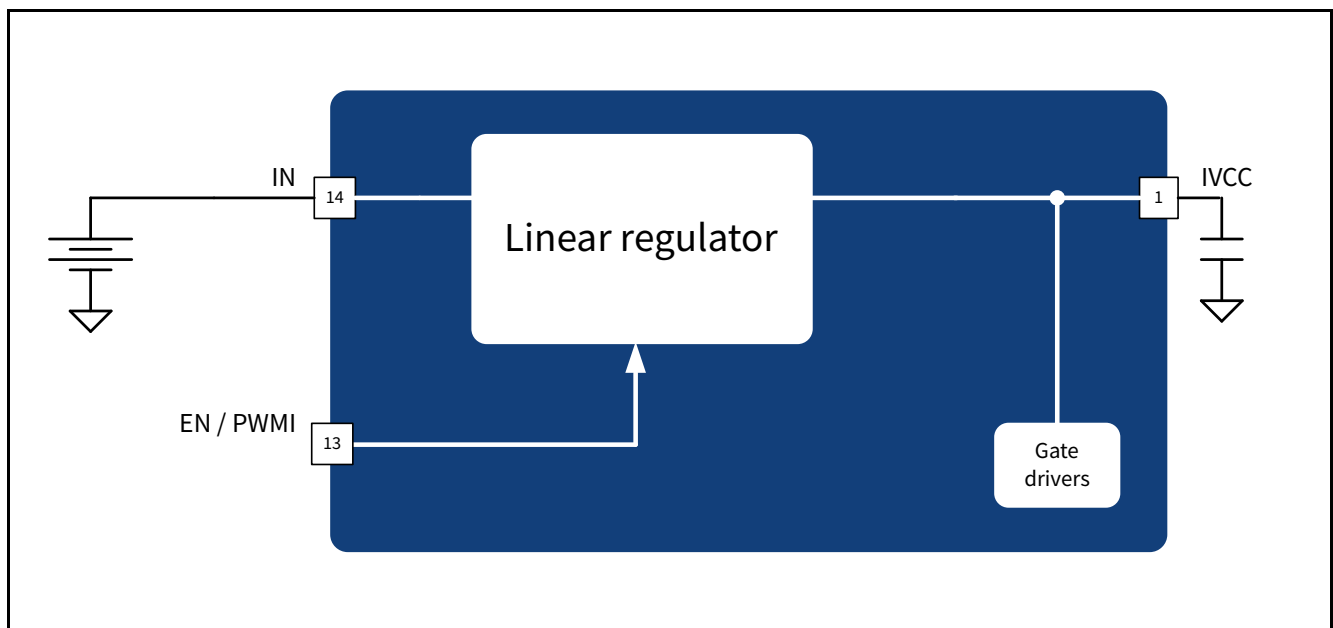 IN
14
Linear regulator
1
IVCC
EN / PWMI
13
Gate
drivers